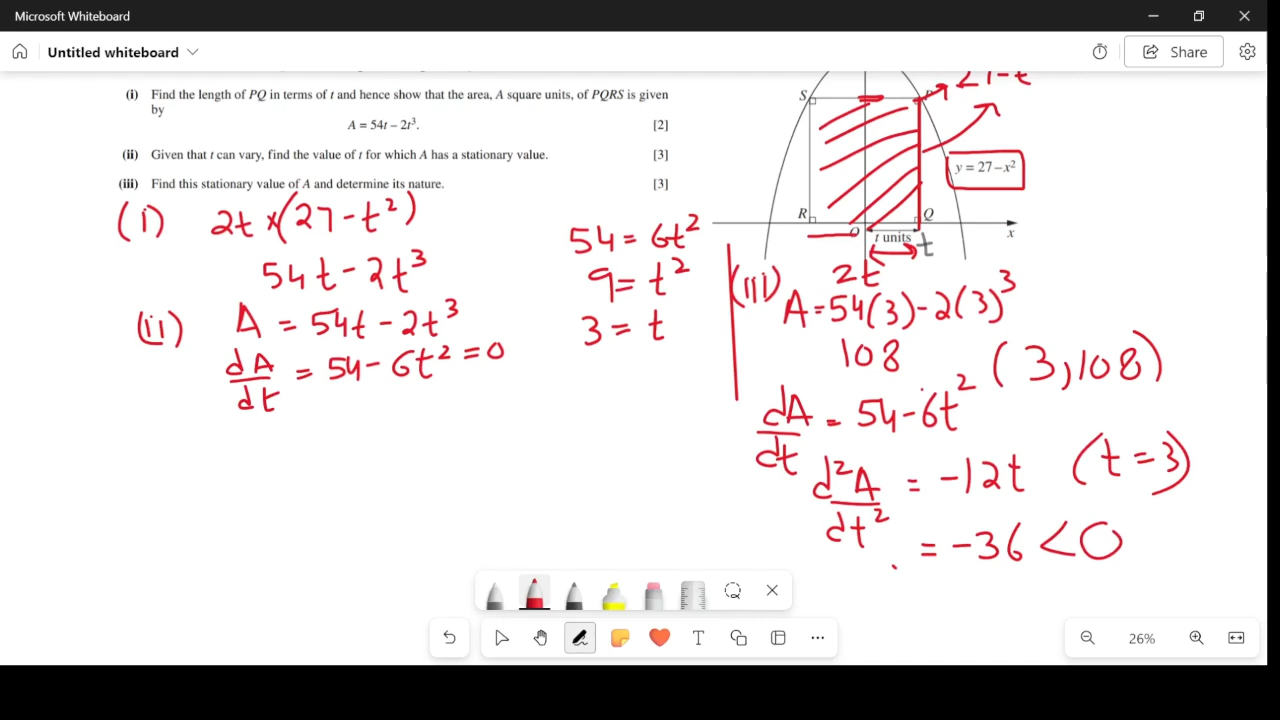 Microsoft Whiteboard
Untitled whiteboard
Share
(i) Find the length of PQ in terms of t and hence show that the area, A square units, of PQRS is given
by
A = 54t – 2t³. [2]
(ii) Given that t can vary, find the value of t for which A has a stationary value. [3]
(iii) Find this stationary value of A and determine its nature. [3]
S
y = 27 – x²
R
O
Q
x
t units
t
2t
(i) 2t × (27 - t²)
54t - 2t³
(ii) A = 54t - 2t³
dA/dt = 54 - 6t² = 0
54 = 6t²
9 = t²
3 = t
(iii) A = 54(3) - 2(3)³
108
(3, 108)
dA/dt = 54 - 6t²
d²A/dt² = -12t (t = 3)
= -36 < 0
26%